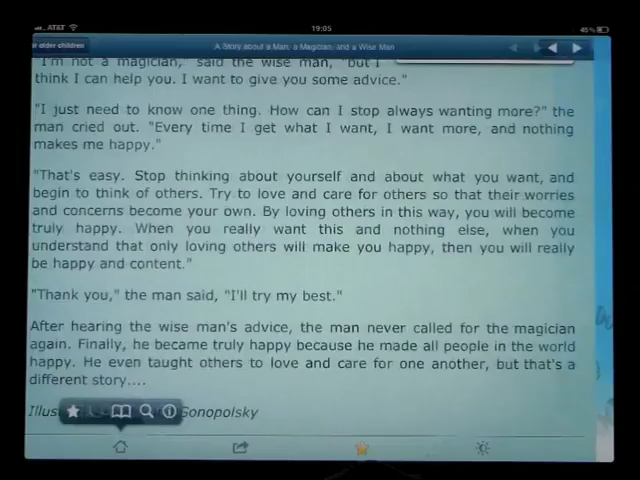 AT&T
19:05
45%
r older children
A Story about a Man, a Magician, and a Wise Man
"I'm not a magician," said the wise man, "but I
think I can help you. I want to give you some advice."
"I just need to know one thing. How can I stop always wanting more?" the
man cried out. "Every time I get what I want, I want more, and nothing
makes me happy."
"That's easy. Stop thinking about yourself and about what you want, and
begin to think of others. Try to love and care for others so that their worries
and concerns become your own. By loving others in this way, you will become
truly happy. When you really want this and nothing else, when you
understand that only loving others will make you happy, then you will really
be happy and content."
"Thank you," the man said, "I'll try my best."
After hearing the wise man's advice, the man never called for the magician
again. Finally, he became truly happy because he made all people in the world
happy. He even taught others to love and care for one another, but that's a
different story....
Illus Gonopolsky